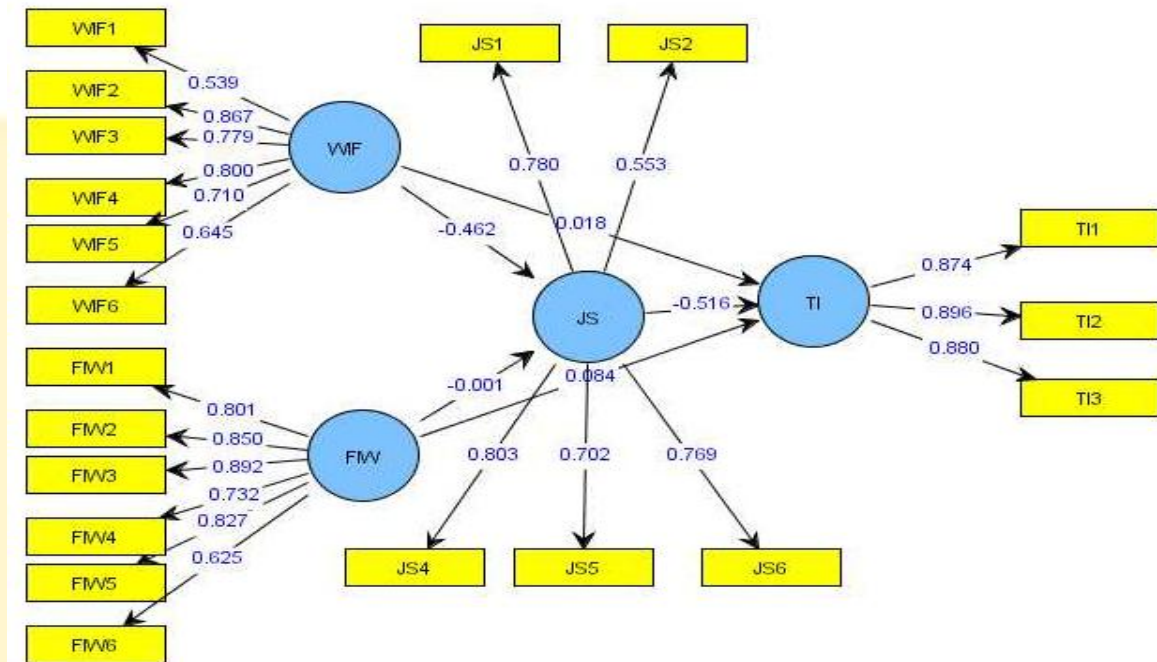 WIF1
WIF2
WIF3
WIF4
WIF5
WIF6
0.539
0.867
0.779
0.800
0.710
0.645
WIF
JS1
JS2
0.780
0.553
-0.462
0.018
JS
-0.516
TI
0.874
0.896
0.880
TI1
TI2
TI3
FIW1
FIW2
FIW3
FIW4
FIW5
FIW6
0.801
0.850
0.892
0.732
0.827
0.625
FIW
-0.001
0.084
0.803
0.702
0.769
JS4
JS5
JS6